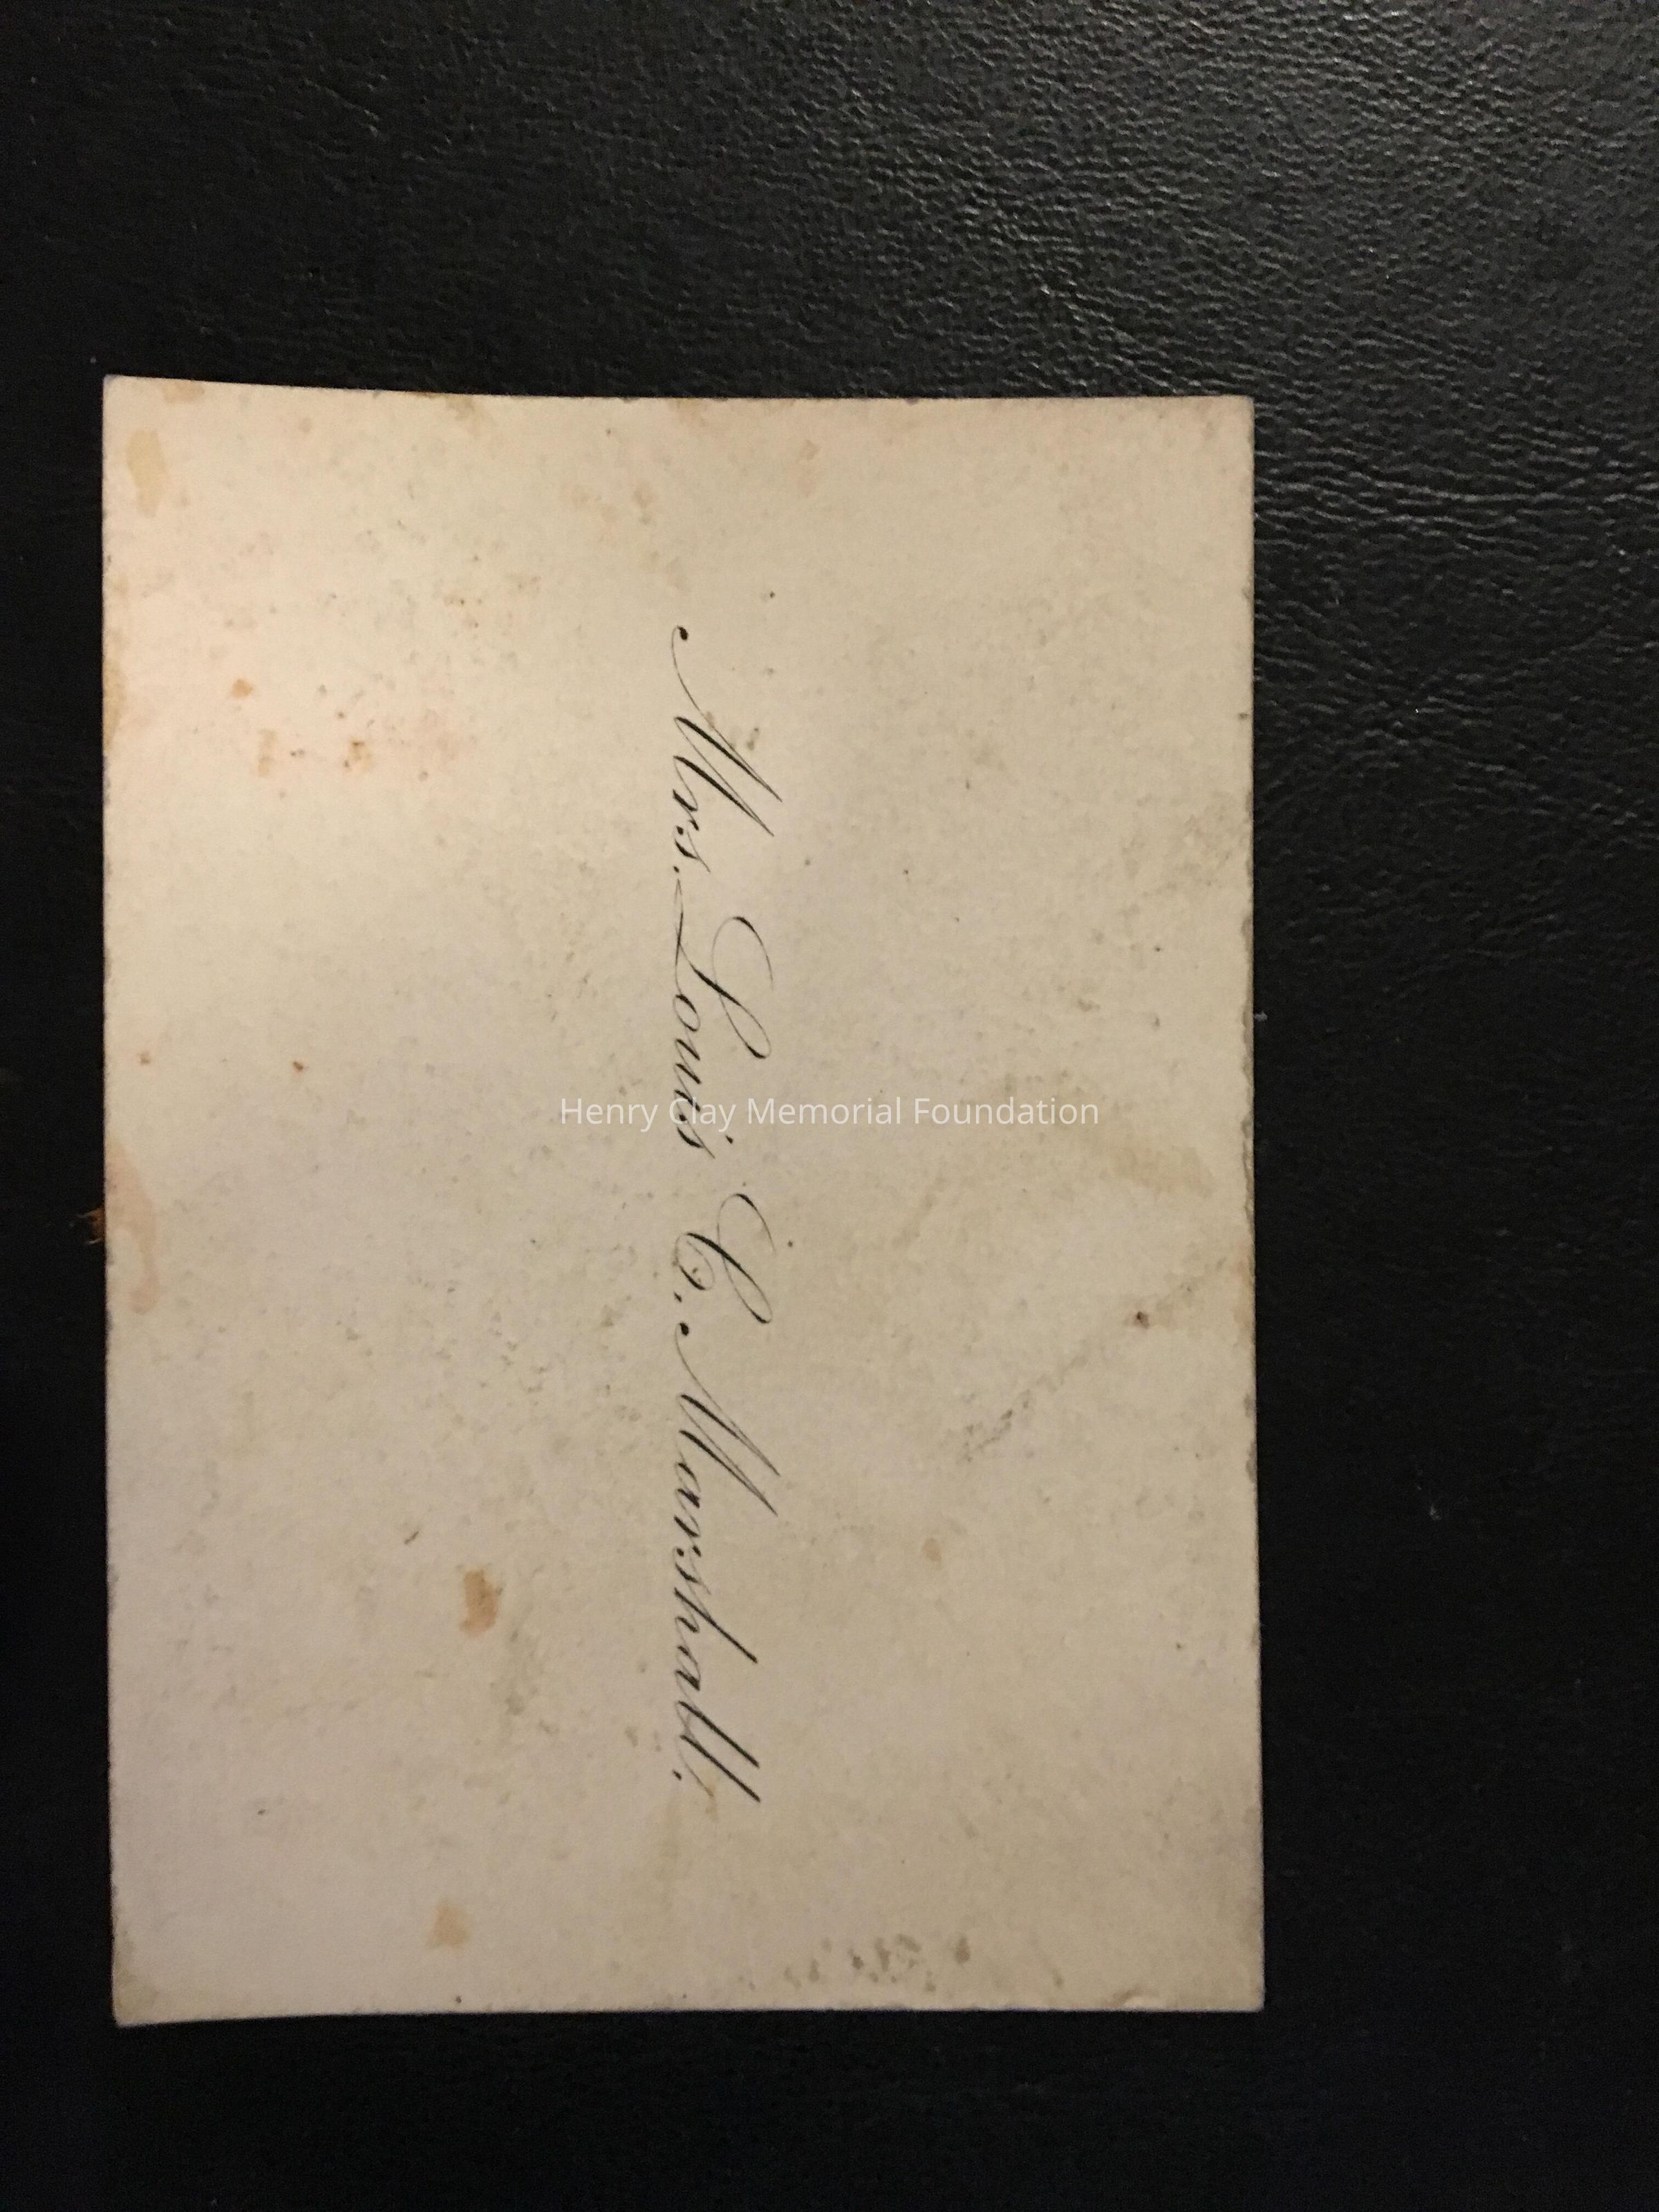 Mrs. Louis C. Marshall.
Henry Clay Memorial Foundation